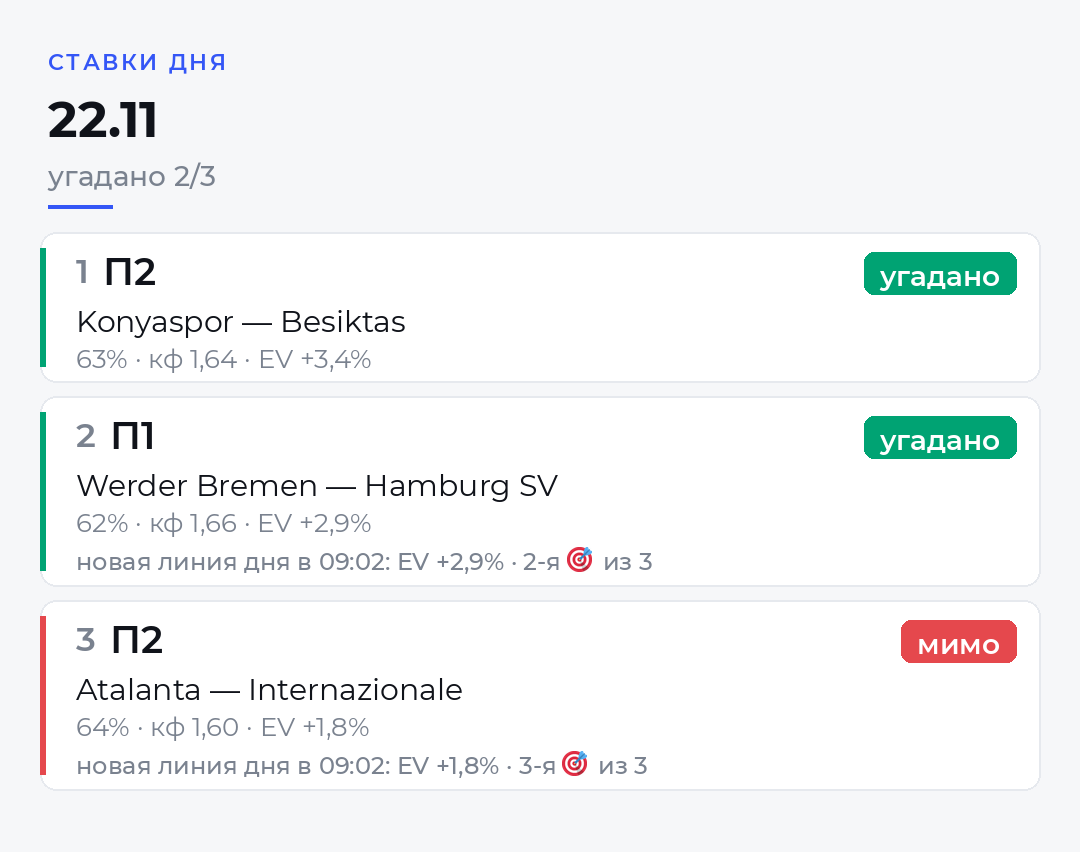 СТАВКИ ДНЯ
22.11
угадано 2/3
1 П2
угадано
Konyaspor — Besiktas
63% · кф 1,64 · EV +3,4%
2 П1
угадано
Werder Bremen — Hamburg SV
62% · кф 1,66 · EV +2,9%
новая линия дня в 09:02: EV +2,9% · 2-я 🎯 из 3
3 П2
мимо
Atalanta — Internazionale
64% · кф 1,60 · EV +1,8%
новая линия дня в 09:02: EV +1,8% · 3-я 🎯 из 3